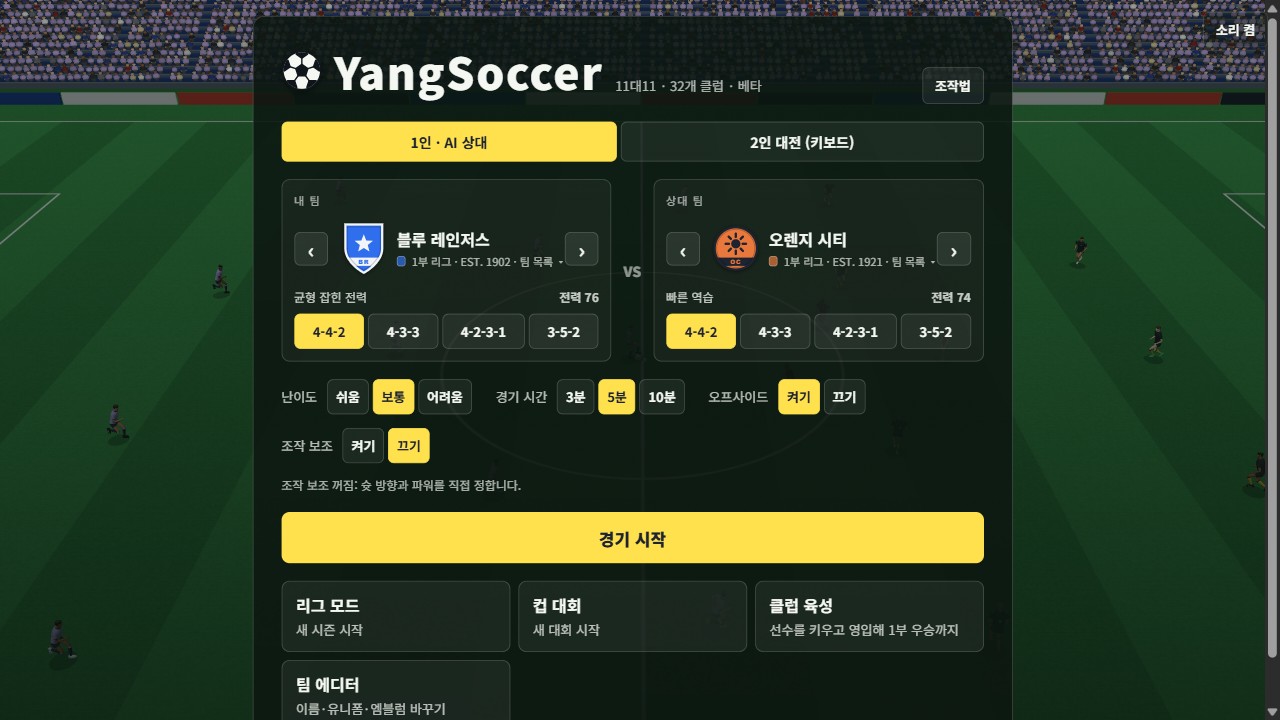 소리 켬
YangSoccer 11대11 · 32개 클럽 · 베타
조작법
1인 · AI 상대
2인 대전 (키보드)
내 팀
‹
블루 레인저스
1부 리그 · EST. 1902 · 팀 목록
›
균형 잡힌 전력
전력 76
4-4-2 4-3-3 4-2-3-1 3-5-2
VS
상대 팀
‹
OC
오렌지 시티
1부 리그 · EST. 1921 · 팀 목록
›
빠른 역습
전력 74
4-4-2 4-3-3 4-2-3-1 3-5-2
난이도 쉬움 보통 어려움 경기 시간 3분 5분 10분 오프사이드 켜기 끄기
조작 보조 켜기 끄기
조작 보조 꺼짐: 슛 방향과 파워를 직접 정합니다.
경기 시작
리그 모드
새 시즌 시작
컵 대회
새 대회 시작
클럽 육성
선수를 키우고 영입해 1부 우승까지
팀 에디터
이름·유니폼·엠블럼 바꾸기